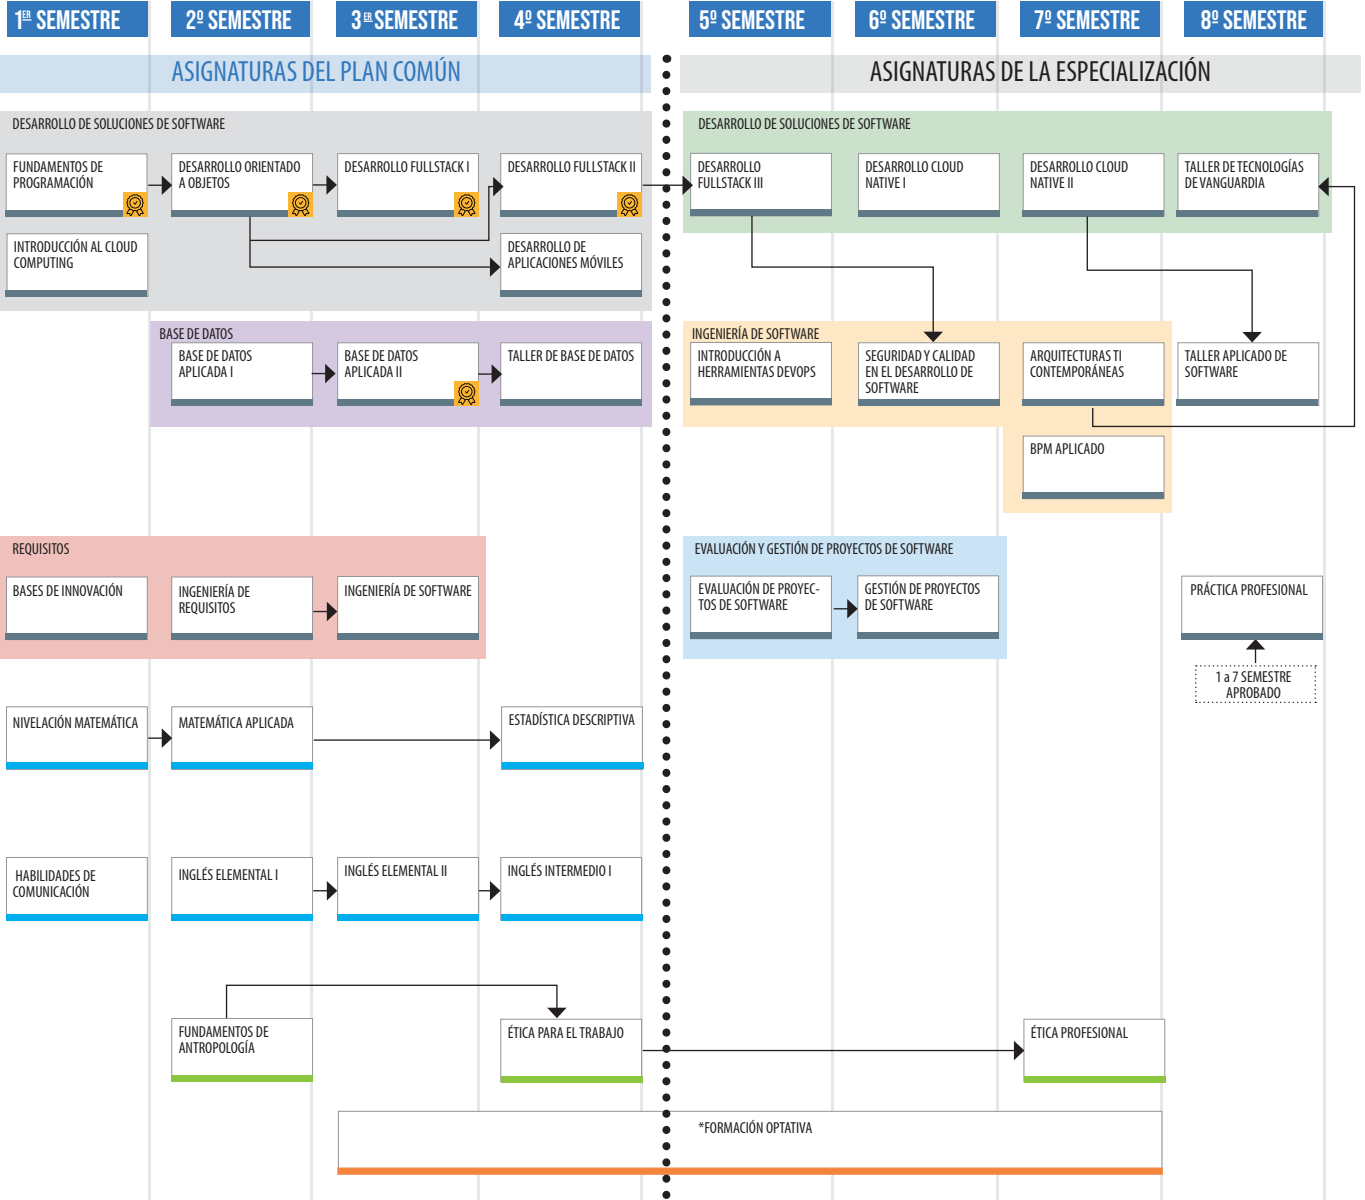 1ER SEMESTRE
2º SEMESTRE
3ER SEMESTRE
4º SEMESTRE
5º SEMESTRE
6º SEMESTRE
7º SEMESTRE
8º SEMESTRE
ASIGNATURAS DEL PLAN COMÚN
ASIGNATURAS DE LA ESPECIALIZACIÓN
DESARROLLO DE SOLUCIONES DE SOFTWARE
FUNDAMENTOS DE
PROGRAMACIÓN
DESARROLLO ORIENTADO
A OBJETOS
DESARROLLO FULLSTACK I
DESARROLLO FULLSTACK II
INTRODUCCIÓN AL CLOUD
COMPUTING
DESARROLLO DE
APLICACIONES MÓVILES
DESARROLLO DE SOLUCIONES DE SOFTWARE
DESARROLLO
FULLSTACK III
DESARROLLO CLOUD
NATIVE I
DESARROLLO CLOUD
NATIVE II
TALLER DE TECNOLOGÍAS
DE VANGUARDIA
BASE DE DATOS
BASE DE DATOS
APLICADA I
BASE DE DATOS
APLICADA II
TALLER DE BASE DE DATOS
INGENIERÍA DE SOFTWARE
INTRODUCCIÓN A
HERRAMIENTAS DEVOPS
SEGURIDAD Y CALIDAD
EN EL DESARROLLO DE
SOFTWARE
ARQUITECTURAS TI
CONTEMPORÁNEAS
TALLER APLICADO DE
SOFTWARE
BPM APLICADO
REQUISITOS
BASES DE INNOVACIÓN
INGENIERÍA DE
REQUISITOS
INGENIERÍA DE SOFTWARE
EVALUACIÓN Y GESTIÓN DE PROYECTOS DE SOFTWARE
EVALUACIÓN DE PROYEC-
TOS DE SOFTWARE
GESTIÓN DE PROYECTOS
DE SOFTWARE
PRÁCTICA PROFESIONAL
1 a 7 SEMESTRE
APROBADO
NIVELACIÓN MATEMÁTICA
MATEMÁTICA APLICADA
ESTADÍSTICA DESCRIPTIVA
HABILIDADES DE
COMUNICACIÓN
INGLÉS ELEMENTAL I
INGLÉS ELEMENTAL II
INGLÉS INTERMEDIO I
FUNDAMENTOS DE
ANTROPOLOGÍA
ÉTICA PARA EL TRABAJO
ÉTICA PROFESIONAL
*FORMACIÓN OPTATIVA